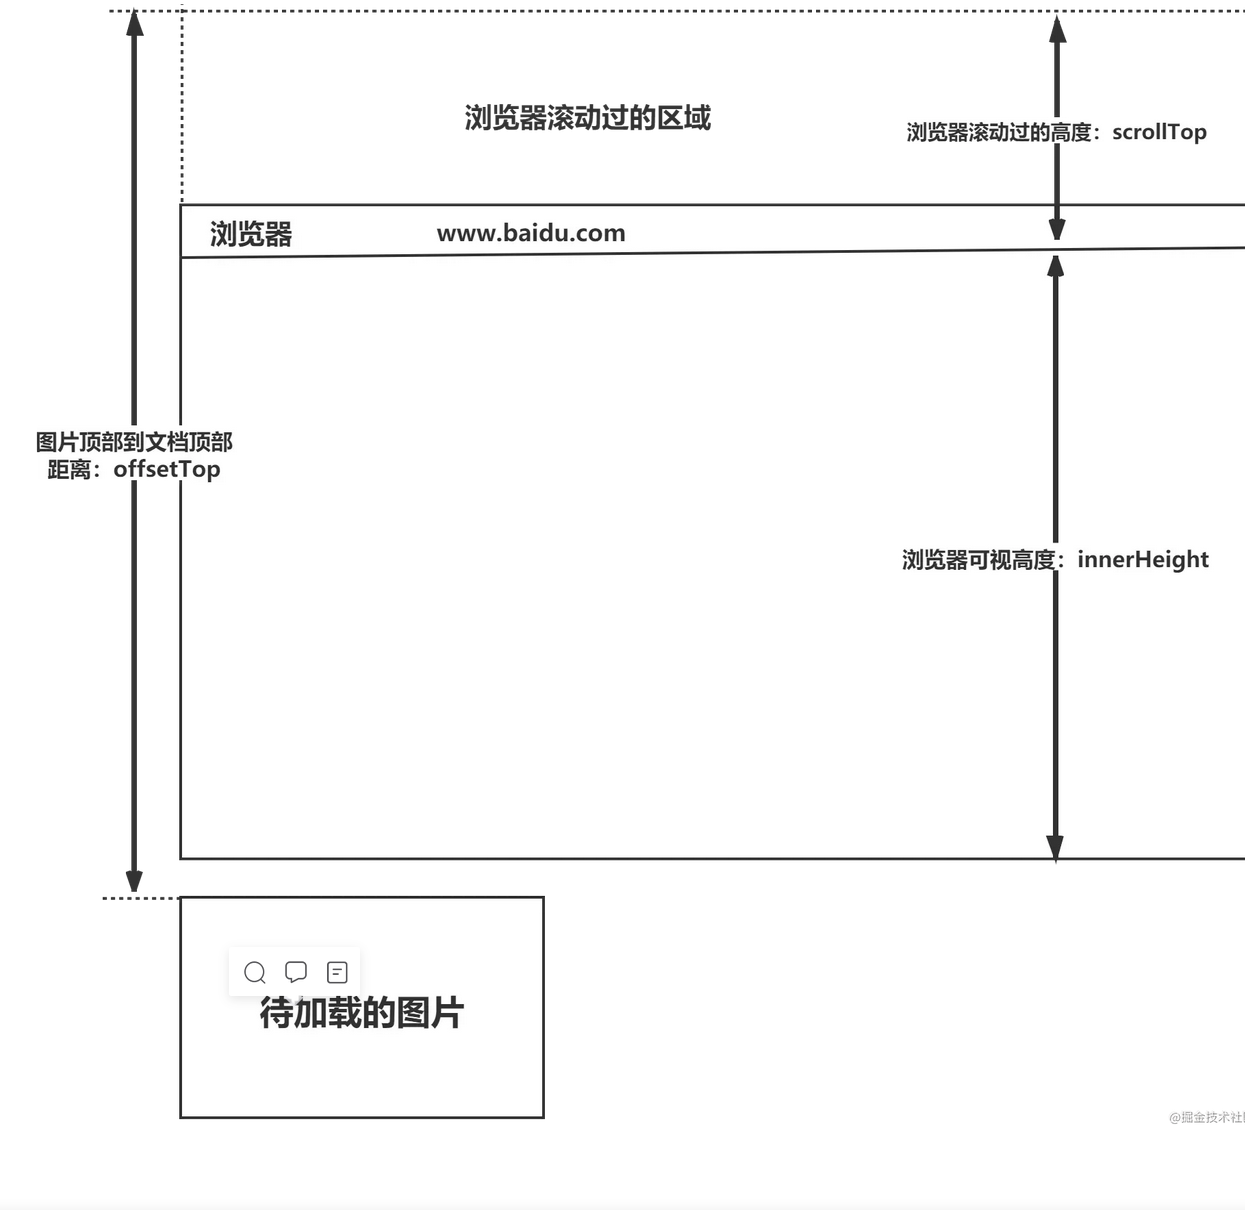 浏览器滚动过的区域
浏览器滚动过的高度：scrollTop
浏览器
www.baidu.com
图片顶部到文档顶部
距离：offsetTop
浏览器可视高度：innerHeight
待加载的图片
@掘金技术社